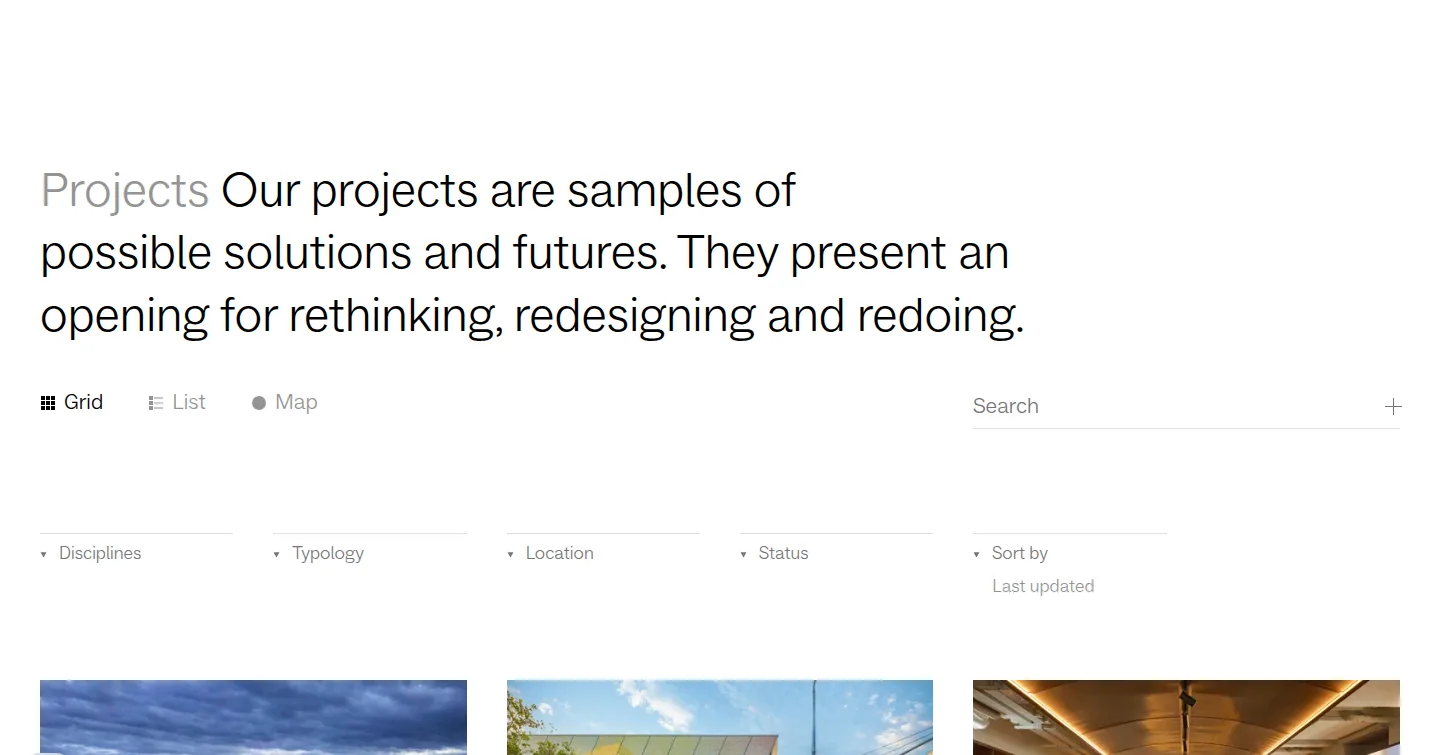 Projects Our projects are samples of
possible solutions and futures. They present an
opening for rethinking, redesigning and redoing.
Grid List Map
Search
Disciplines Typology Location Status Sort by
Last updated